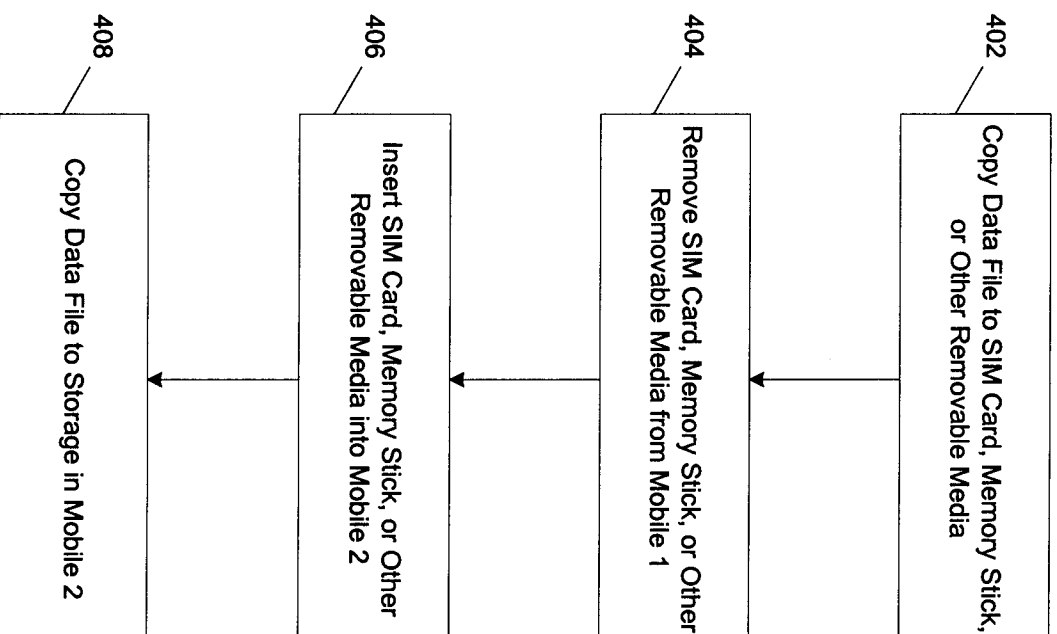 402
Copy Data File to SIM Card, Memory Stick,
or Other Removable Media
404
Remove SIM Card, Memory Stick, or Other
Removable Media from Mobile 1
406
Insert SIM Card, Memory Stick, or Other
Removable Media into Mobile 2
408
Copy Data File to Storage in Mobile 2